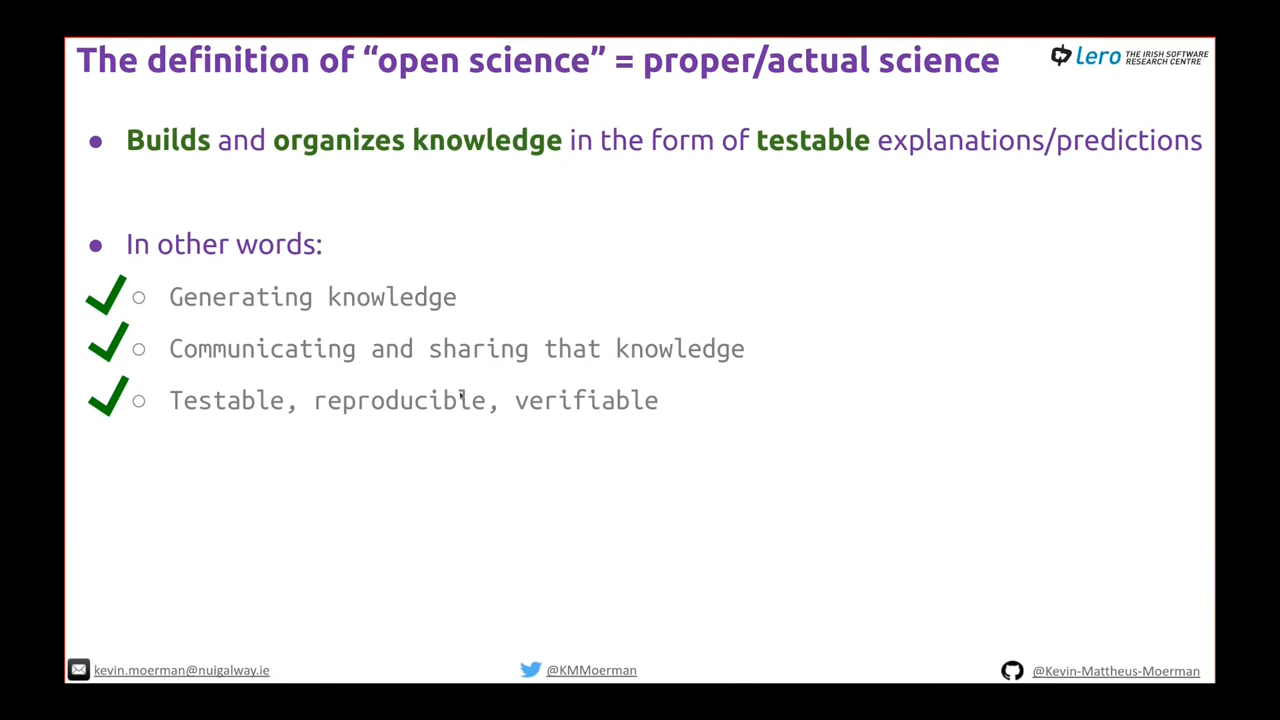 The definition of “open science” = proper/actual science
lero THE IRISH SOFTWARE
RESEARCH CENTRE
● Builds and organizes knowledge in the form of testable explanations/predictions
● In other words:
○ Generating knowledge
○ Communicating and sharing that knowledge
○ Testable, reproducible, verifiable
kevin.moerman@nuigalway.ie
@KMMoerman
@Kevin-Mattheus-Moerman